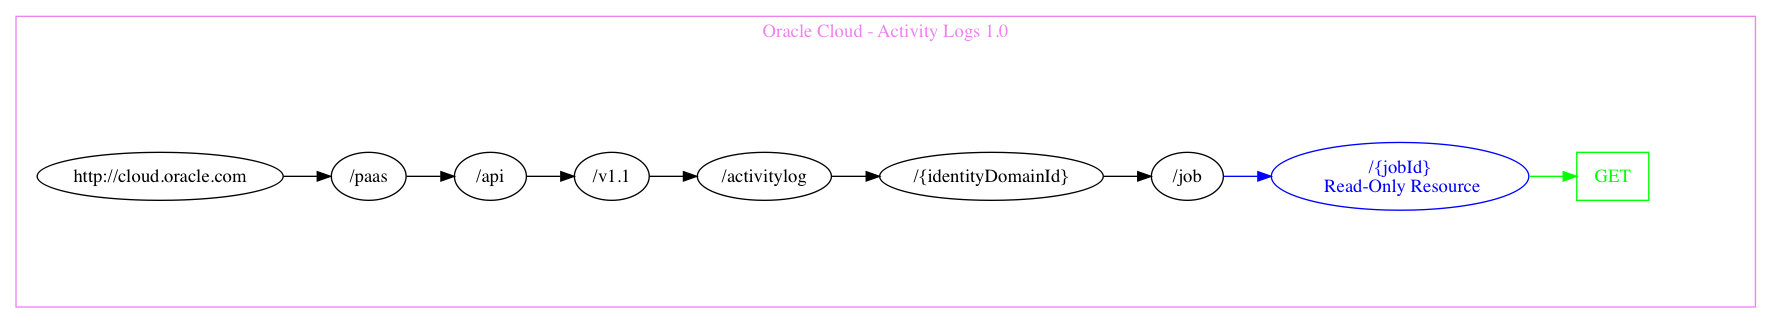 Oracle Cloud - Activity Logs 1.0
http://cloud.oracle.com
/paas
/api
/v1.1
/activitylog
/{identityDomainId}
/job
/{jobId}
Read-Only Resource
GET